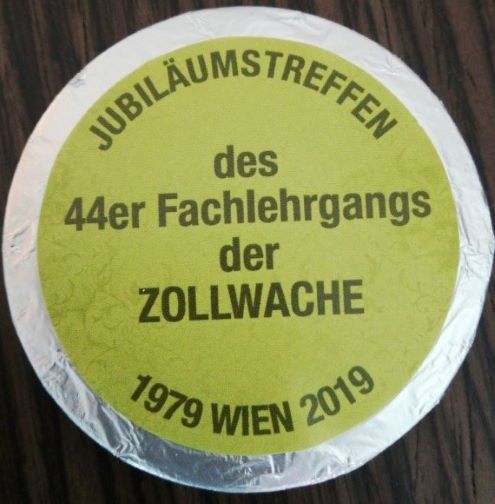 JUBILÄUMSTREFFEN
des
44er Fachlehrgangs
der
ZOLLWACHE
1979 WIEN 2019